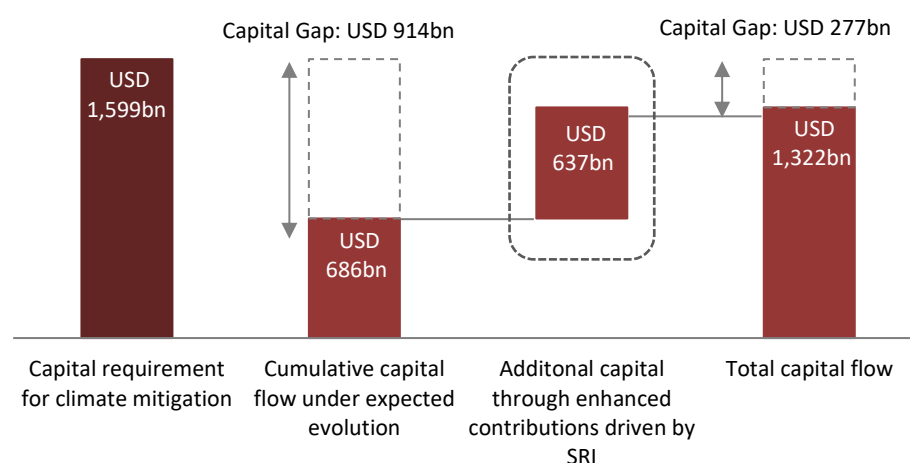 Capital Gap: USD 914bn
Capital Gap: USD 277bn
USD
1,599bn
USD
686bn
USD
637bn
USD
1,322bn
Capital requirement
for climate mitigation
Cumulative capital
flow under expected
evolution
Additonal capital
through enhanced
contributions driven by
SRI
Total capital flow